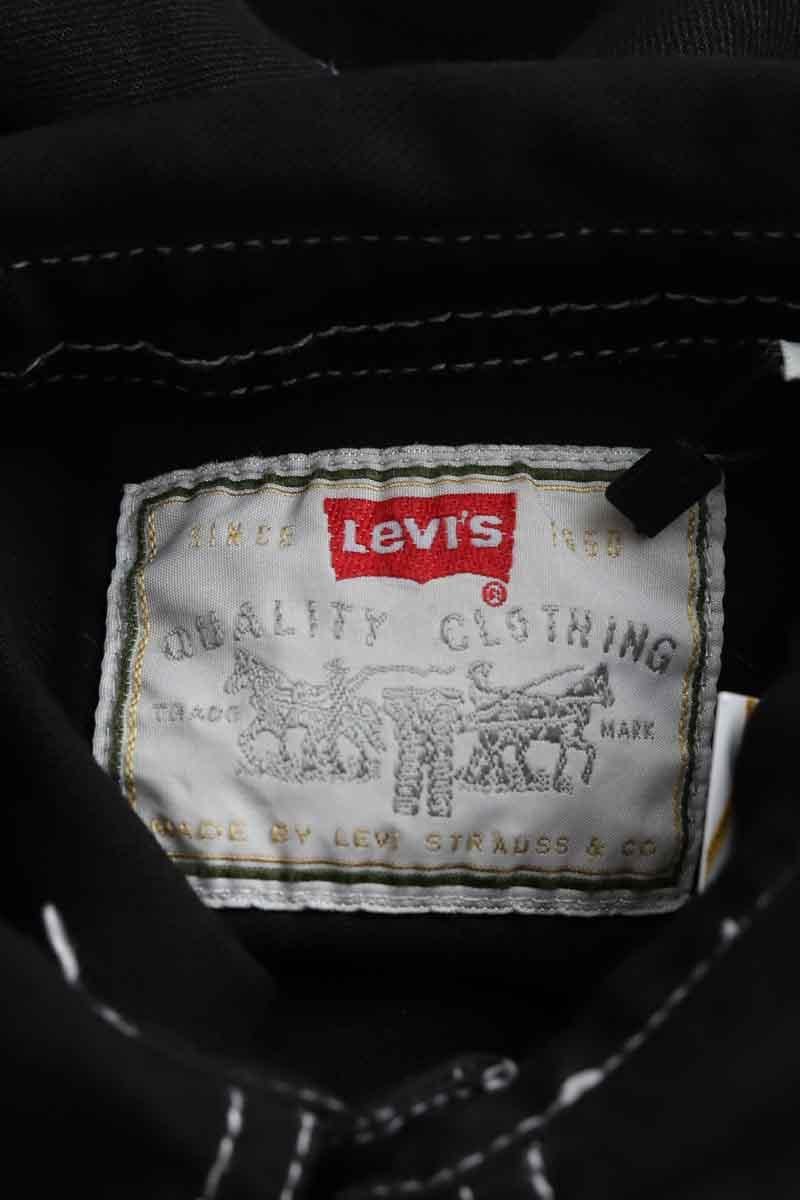 SINCE Levi's 1850
®
QUALITY CLOTHING
TRADE MARK
MADE BY LEVI STRAUSS & CO